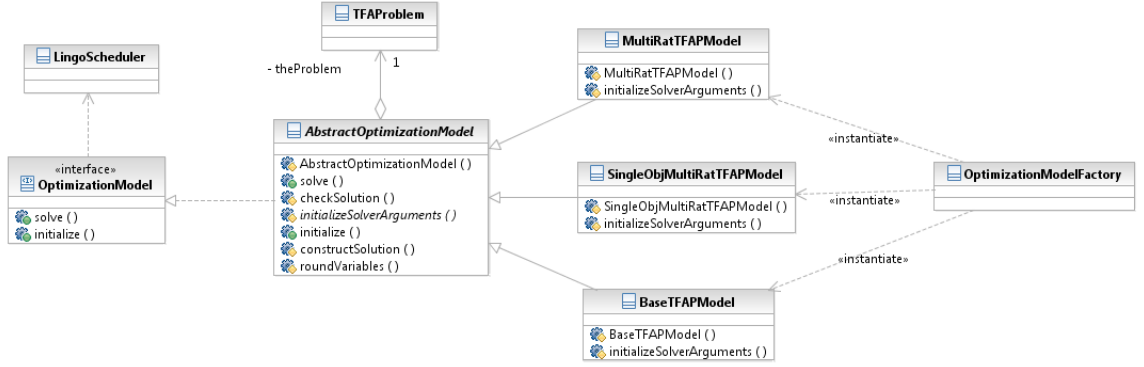 TFAProblem
LingoScheduler
- theProblem
1
MultiRatTFAPModel
MultiRatTFAPModel ( )
initializeSolverArguments ( )
AbstractOptimizationModel
AbstractOptimizationModel ( )
solve ( )
checkSolution ( )
initializeSolverArguments ( )
initialize ( )
constructSolution ( )
roundVariables ( )
«interface»
OptimizationModel
solve ( )
initialize ( )
«instantiate»
SingleObjMultiRatTFAPModel
SingleObjMultiRatTFAPModel ( )
initializeSolverArguments ( )
OptimizationModelFactory
«instantiate»
«instantiate»
BaseTFAPModel
BaseTFAPModel ( )
initializeSolverArguments ( )